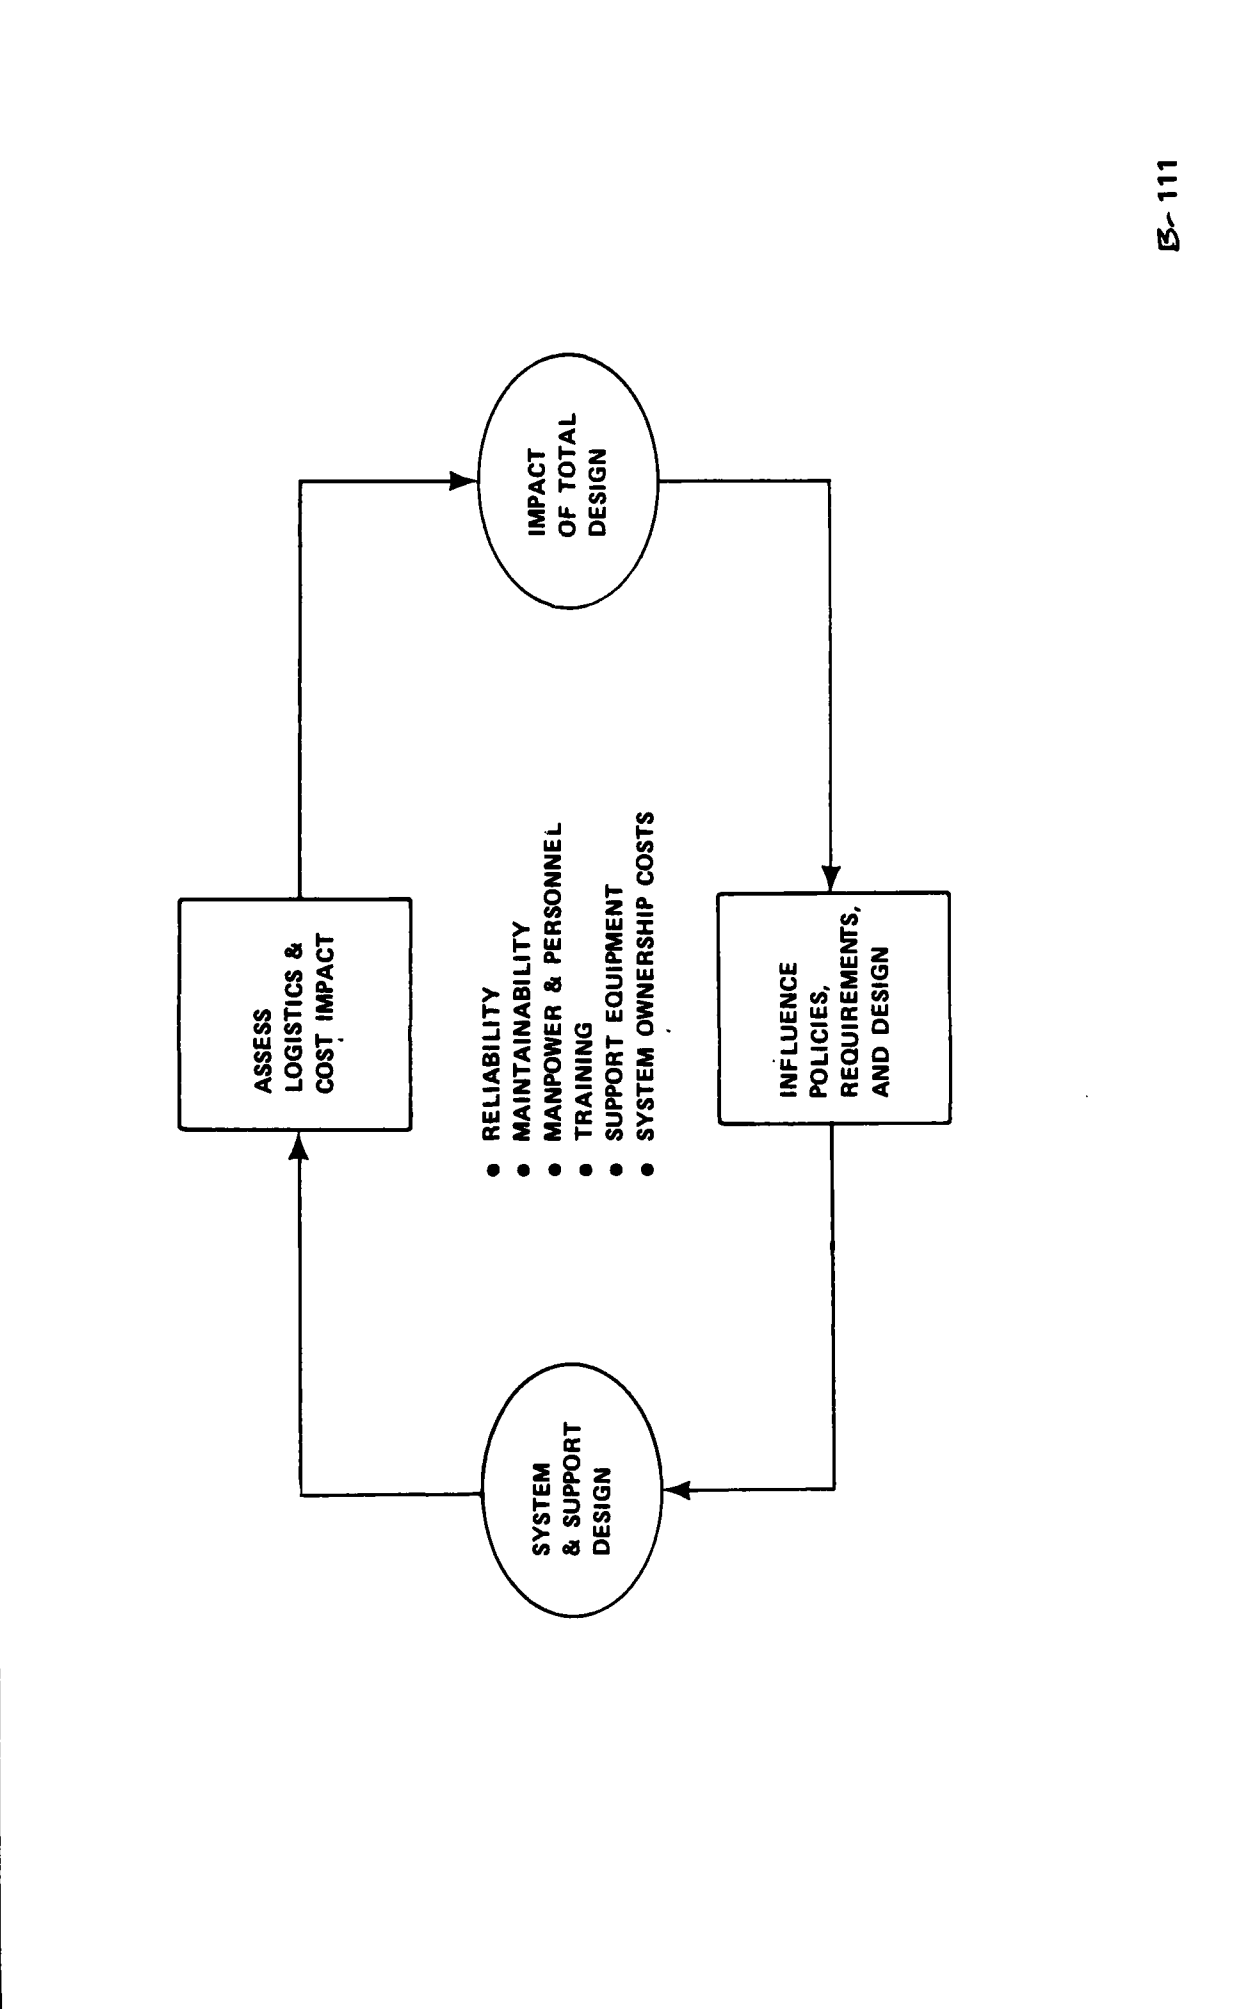 ASSESS
LOGISTICS &
COST IMPACT
SYSTEM
& SUPPORT
DESIGN
● RELIABILITY
● MAINTAINABILITY
● MANPOWER & PERSONNEL
● TRAINING
● SUPPORT EQUIPMENT
● SYSTEM OWNERSHIP COSTS
IMPACT
OF TOTAL
DESIGN
INFLUENCE
POLICIES,
REQUIREMENTS,
AND DESIGN
B-111